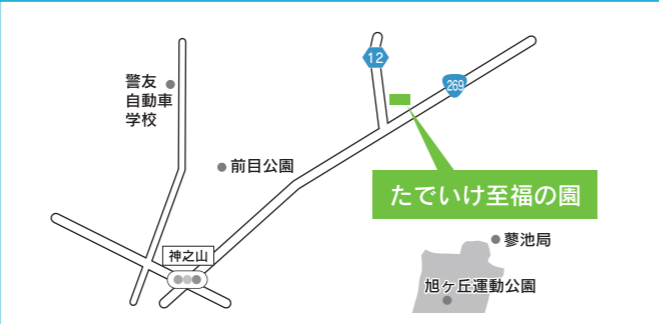 12
269
警友
自動車
学校
前目公園
たでいけ至福の園
神之山
蓼池局
旭ヶ丘運動公園